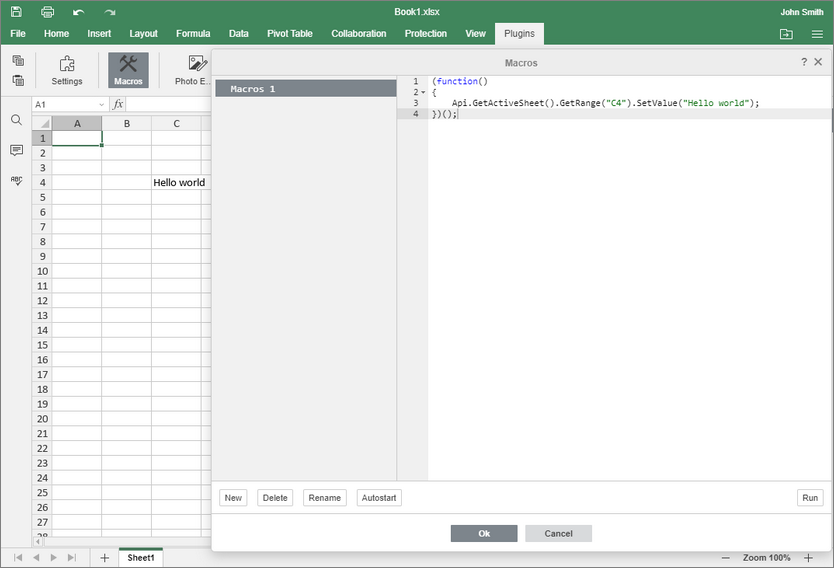 Book1.xlsx
John Smith
File Home Insert Layout Formula Data Pivot Table Collaboration Protection View Plugins
Settings Macros Photo E...
A1 fx
A B C
1
2
3
4 Hello world
5
6
7
8
9
10
11
12
13
14
15
16
17
18
19
20
21
22
23
24
25
26
27
28
ABC
Macros ? ✕
Macros 1
1 (function()
2 {
3 Api.GetActiveSheet().GetRange("C4").SetValue("Hello world");
4 })();
New Delete Rename Autostart Run
Ok Cancel
+ Sheet1 − Zoom 100% +